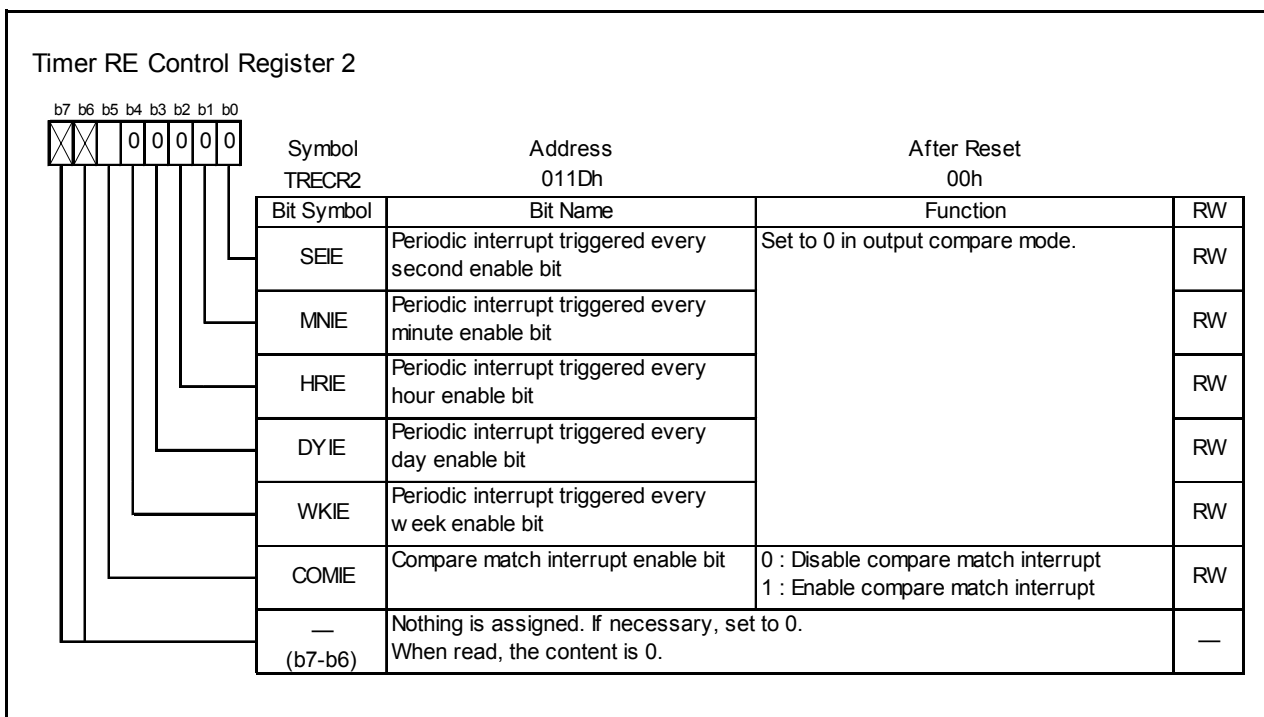 Timer RE Control Register 2
b7 b6 b5 b4 b3 b2 b1 b0
0 0 0 0 0
Symbol Address After Reset
TRECR2 011Dh 00h
Bit Symbol Bit Name Function RW
SEIE Periodic interrupt triggered every second enable bit Set to 0 in output compare mode. RW
MNIE Periodic interrupt triggered every minute enable bit RW
HRIE Periodic interrupt triggered every hour enable bit RW
DYIE Periodic interrupt triggered every day enable bit RW
WKIE Periodic interrupt triggered every week enable bit RW
COMIE Compare match interrupt enable bit 0 : Disable compare match interrupt RW
1 : Enable compare match interrupt
— Nothing is assigned. If necessary, set to 0. —
(b7-b6) When read, the content is 0.